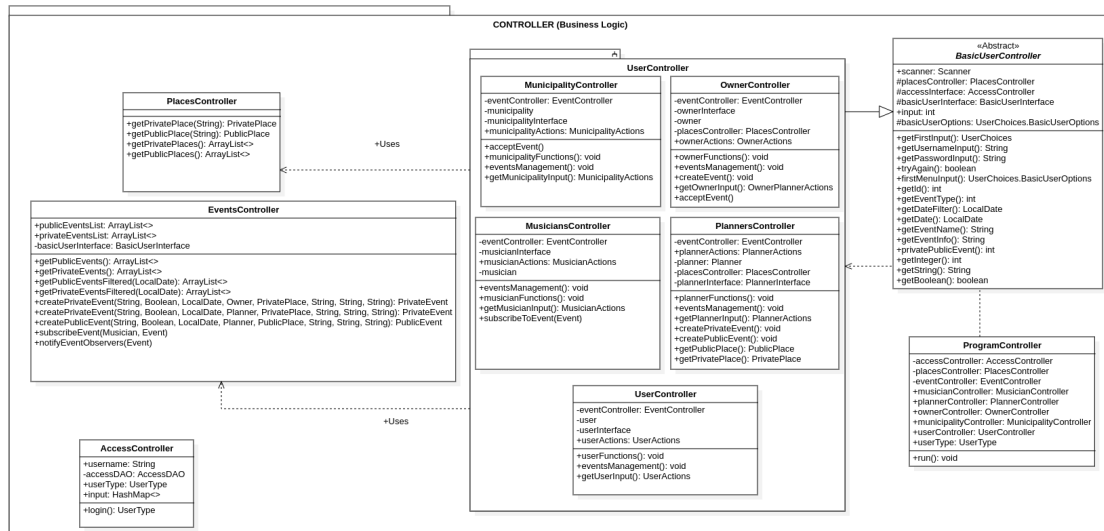 CONTROLLER (Business Logic)
PlacesController
+getPrivatePlace(String): PrivatePlace
+getPublicPlace(String): PublicPlace
+getPrivatePlaces(): ArrayList<>
+getPublicPlaces(): ArrayList<>
+Uses
EventsController
+publicEventsList: ArrayList<>
+privateEventsList: ArrayList<>
-basicUserInterface: BasicUserInterface
+getPublicEvents(): ArrayList<>
+getPrivateEvents(): ArrayList<>
+getPublicEventsFiltered(LocalDate): ArrayList<>
+getPrivateEventsFiltered(LocalDate): ArrayList<>
+createPrivateEvent(String, Boolean, LocalDate, Owner, PrivatePlace, String, String, String): PrivateEvent
+createPrivateEvent(String, Boolean, LocalDate, Planner, PrivatePlace, String, String, String): PrivateEvent
+createPublicEvent(String, Boolean, LocalDate, Planner, PublicPlace, String, String, String): PublicEvent
+subscribeEvent(Musician, Event)
+notifyEventObservers(Event)
+Uses
AccessController
+username: String
-accessDAO: AccessDAO
+userType: UserType
+input: HashMap<>
+login(): UserType
UserController
MunicipalityController
-eventController: EventController
-municipality
-municipalityInterface
+municipalityActions: MunicipalityActions
+acceptEvent()
+municipalityFunctions(): void
+eventsManagement(): void
+getMunicipalityInput(): MunicipalityActions
OwnerController
-eventController: EventController
-ownerInterface
-owner
-placesController: PlacesController
+ownerActions: OwnerActions
+ownerFunctions(): void
+eventsManagement(): void
+createEvent(): void
+getOwnerInput(): OwnerPlannerActions
+acceptEvent()
MusiciansController
-eventController: EventController
-musicianInterface
+musicianActions: MusicianActions
-musician
+eventsManagement(): void
+musicianFunctions(): void
+getMusicianInput(): MusicianActions
+subscribeToEvent(Event)
PlannersController
-eventController: EventController
+plannerActions: PlannerActions
-planner: Planner
-placesController: PlacesController
-plannerInterface: PlannerInterface
+plannerFunctions(): void
+eventsManagement(): void
+getPlannerInput(): PlannerActions
+createPrivateEvent(): void
+createPublicEvent(): void
+getPublicPlace(): PublicPlace
+getPrivatePlace(): PrivatePlace
UserController
-eventController: EventController
-user
-userInterface
+userActions: UserActions
+userFunctions(): void
+eventsManagement(): void
+getUserInput(): UserActions
«Abstract»
BasicUserController
+scanner: Scanner
#placesController: PlacesController
#accessInterface: AccessController
#basicUserInterface: BasicUserInterface
+input: int
#basicUserOptions: UserChoices.BasicUserOptions
+getFirstInput(): UserChoices
+getUsernameInput(): String
+getPasswordInput(): String
+tryAgain(): boolean
+firstMenuInput(): UserChoices.BasicUserOptions
+getId(): int
+getEventType(): int
+getDateFilter(): LocalDate
+getDate(): LocalDate
+getEventName(): String
+getEventInfo(): String
+privatePublicEvent(): int
+getInteger(): int
+getString(): String
+getBoolean(): boolean
ProgramController
-accessController: AccessController
-placesController: PlacesController
-eventController: EventController
+musicianController: MusicianController
+plannerController: PlannerController
+ownerController: OwnerController
+municipalityController: MunicipalityController
+userController: UserController
+userType: UserType
+run(): void